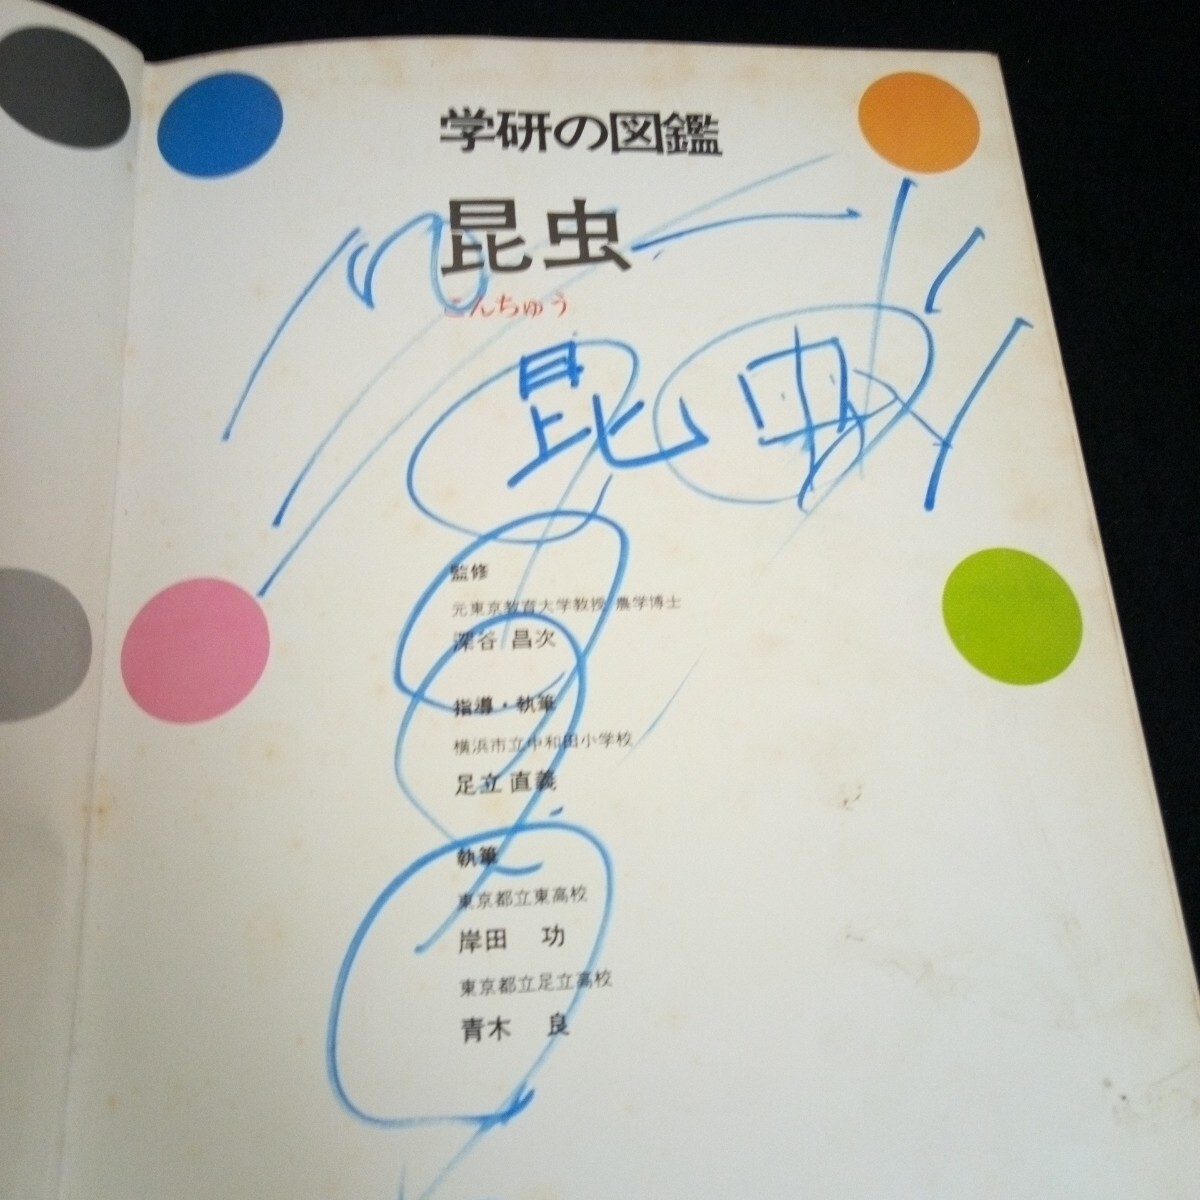 学研の図鑑
昆虫
こんちゅう
昆虫
監修
元東京教育大学教授 農学博士
深谷 昌次
指導・執筆
横浜市立中和田小学校
足立 直義
執筆
東京都立東高校
岸田 功
東京都立足立高校
青木 良